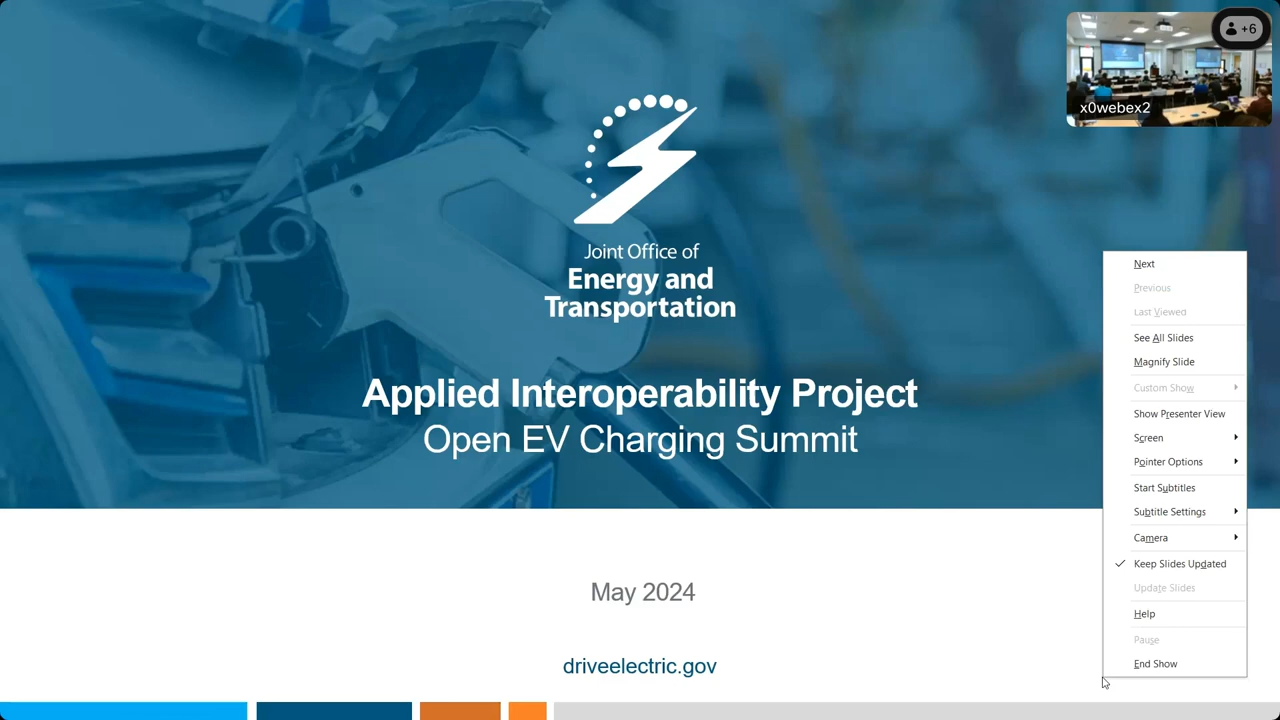 +6
x0webex2
Joint Office of
Energy and
Transportation
Applied Interoperability Project
Open EV Charging Summit
May 2024
driveelectric.gov
Next
Previous
Last Viewed
See All Slides
Magnify Slide
Custom Show
Show Presenter View
Screen
Pointer Options
Start Subtitles
Subtitle Settings
Camera
Keep Slides Updated
Update Slides
Help
Pause
End Show